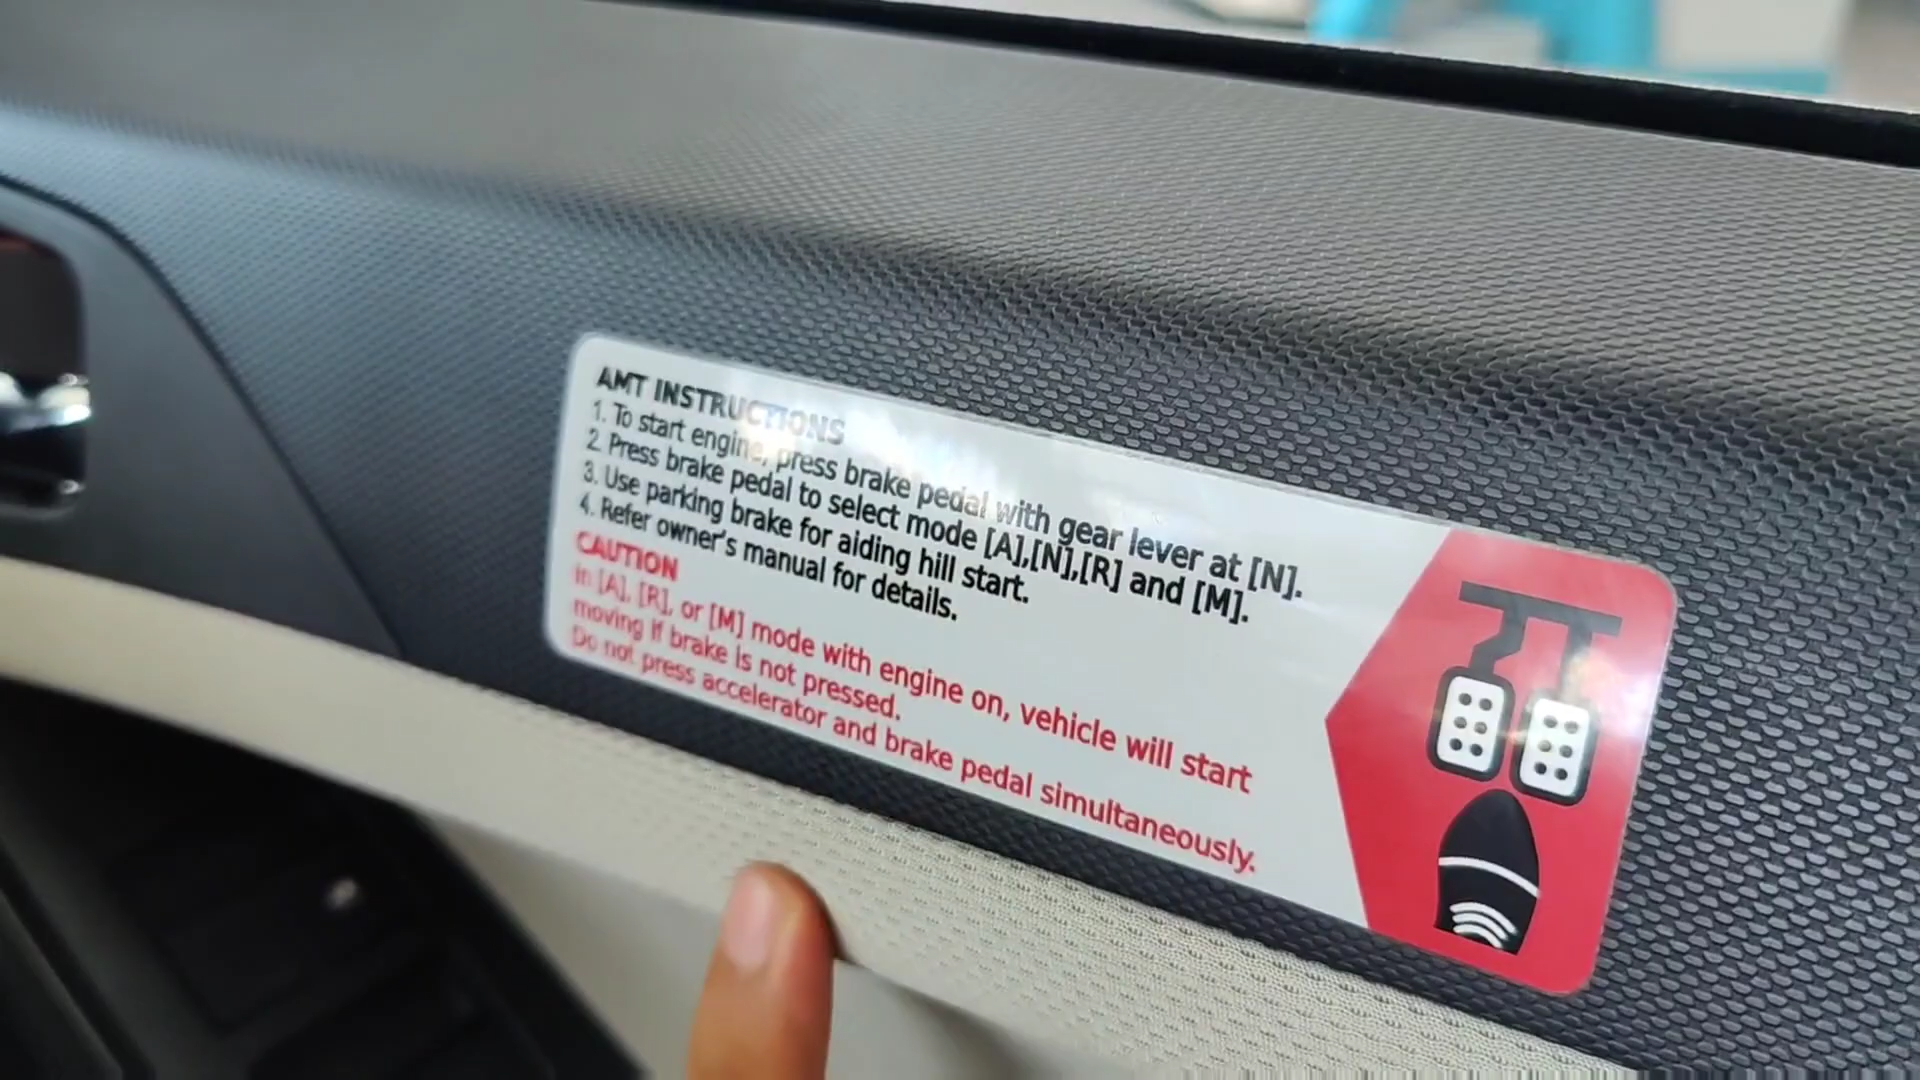 AMT INSTRUCTIONS
1. To start engine, press brake pedal with gear lever at [N].
2. Press brake pedal to select mode [A],[N],[R] and [M].
3. Use parking brake for aiding hill start.
4. Refer owner's manual for details.
CAUTION
In [A], [R], or [M] mode with engine on, vehicle will start
moving if brake is not pressed.
Do not press accelerator and brake pedal simultaneously.